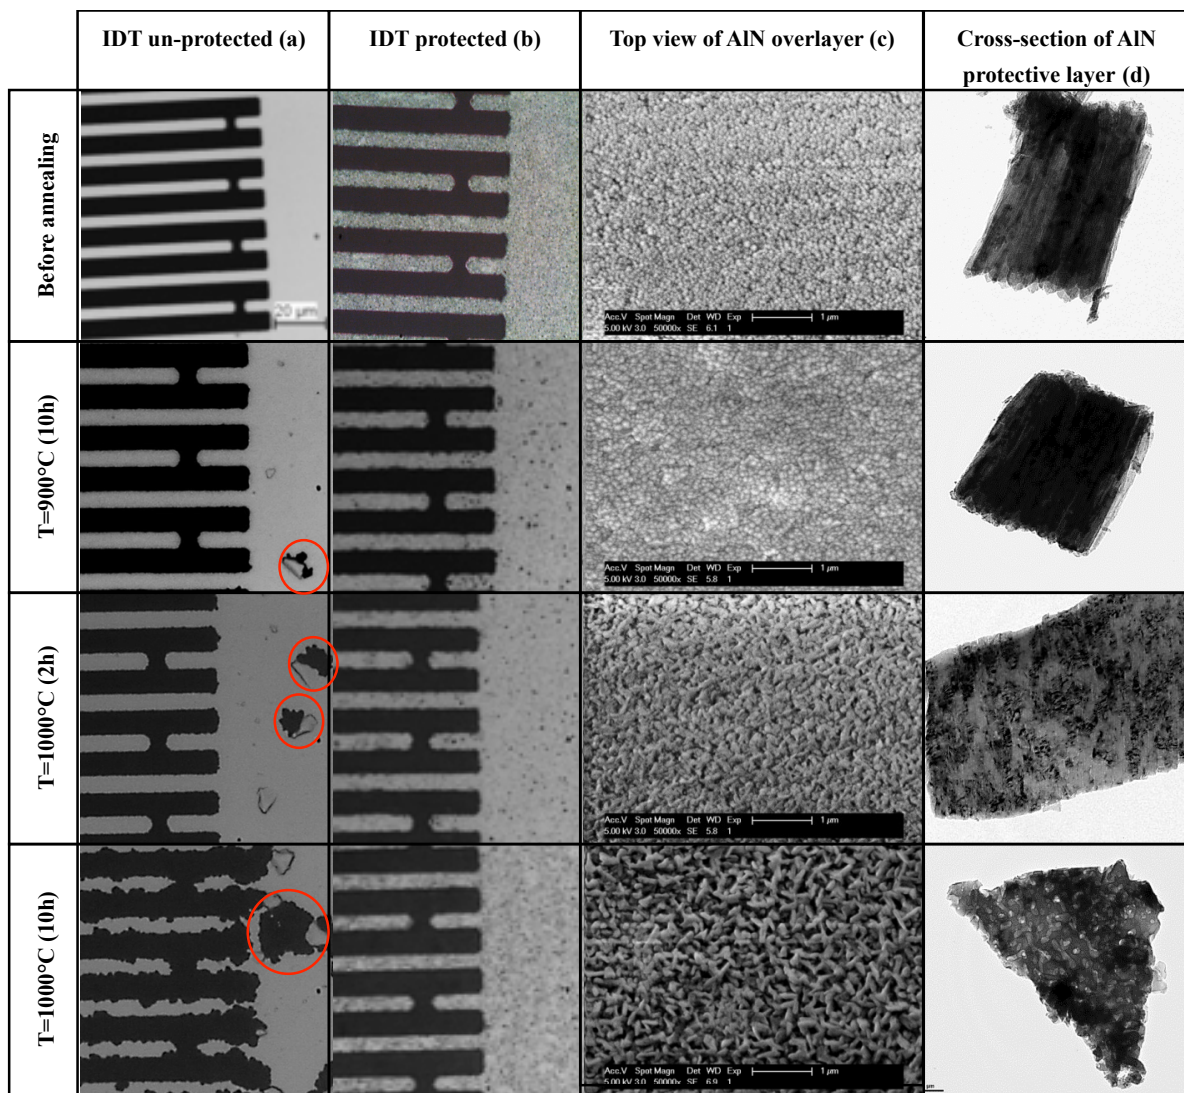 IDT un-protected (a)
IDT protected (b)
Top view of AlN overlayer (c)
Cross-section of AlN
protective layer (d)
Before annealing
20 µm
Acc.V Spot Magn Det WD Exp 1 µm
5.00 kV 3.0 50000x SE 6.1 1
T=900°C (10h)
Acc.V Spot Magn Det WD Exp 1 µm
5.00 kV 3.0 50000x SE 5.8 1
T=1000°C (2h)
Acc.V Spot Magn Det WD Exp 1 µm
5.00 kV 3.0 50000x SE 5.8 1
T=1000°C (10h)
Acc.V Spot Magn Det WD Exp 1 µm
5.00 kV 3.0 50000x SE 6.9 1